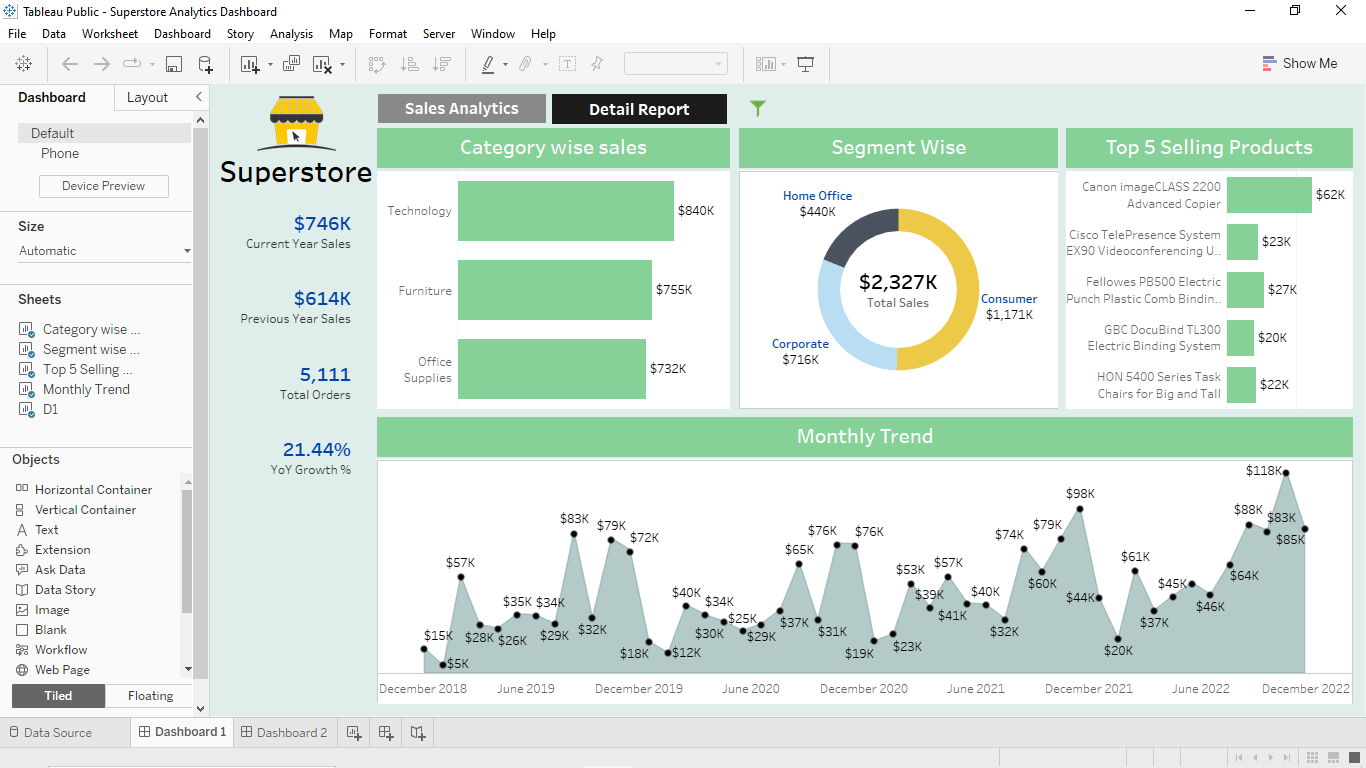 Tableau Public - Superstore Analytics Dashboard
File Data Worksheet Dashboard Story Analysis Map Format Server Window Help
Show Me
Dashboard Layout
Default
Phone
Device Preview
Size
Automatic
Sheets
Category wise ...
Segment wise ...
Top 5 Selling ...
Monthly Trend
D1
Objects
Horizontal Container
Vertical Container
Text
Extension
Ask Data
Data Story
Image
Blank
Workflow
Web Page
Tiled Floating
Superstore
$746K
Current Year Sales
$614K
Previous Year Sales
5,111
Total Orders
21.44%
YoY Growth %
Sales Analytics Detail Report
Category wise sales
Technology $840K
Furniture $755K
Office
Supplies
$732K
Segment Wise
Home Office
$440K
$2,327K
Total Sales
Consumer
$1,171K
Corporate
$716K
Top 5 Selling Products
Canon imageCLASS 2200
Advanced Copier
$62K
Cisco TelePresence System
EX90 Videoconferencing U..
$23K
Fellowes PB500 Electric
Punch Plastic Comb Bindin..
$27K
GBC DocuBind TL300
Electric Binding System
$20K
HON 5400 Series Task
Chairs for Big and Tall
$22K
Monthly Trend
$15K
$5K
$57K
$28K
$26K
$35K
$34K
$29K
$83K
$32K
$79K
$72K
$18K
$12K
$40K
$34K
$30K
$25K
$29K
$37K
$65K
$31K
$76K
$76K
$19K
$23K
$53K
$39K
$57K
$41K
$40K
$32K
$74K
$60K
$79K
$98K
$44K
$20K
$61K
$37K
$45K
$46K
$64K
$88K
$83K
$118K
$85K
December 2018 June 2019 December 2019 June 2020 December 2020 June 2021 December 2021 June 2022 December 2022
Data Source Dashboard 1 Dashboard 2